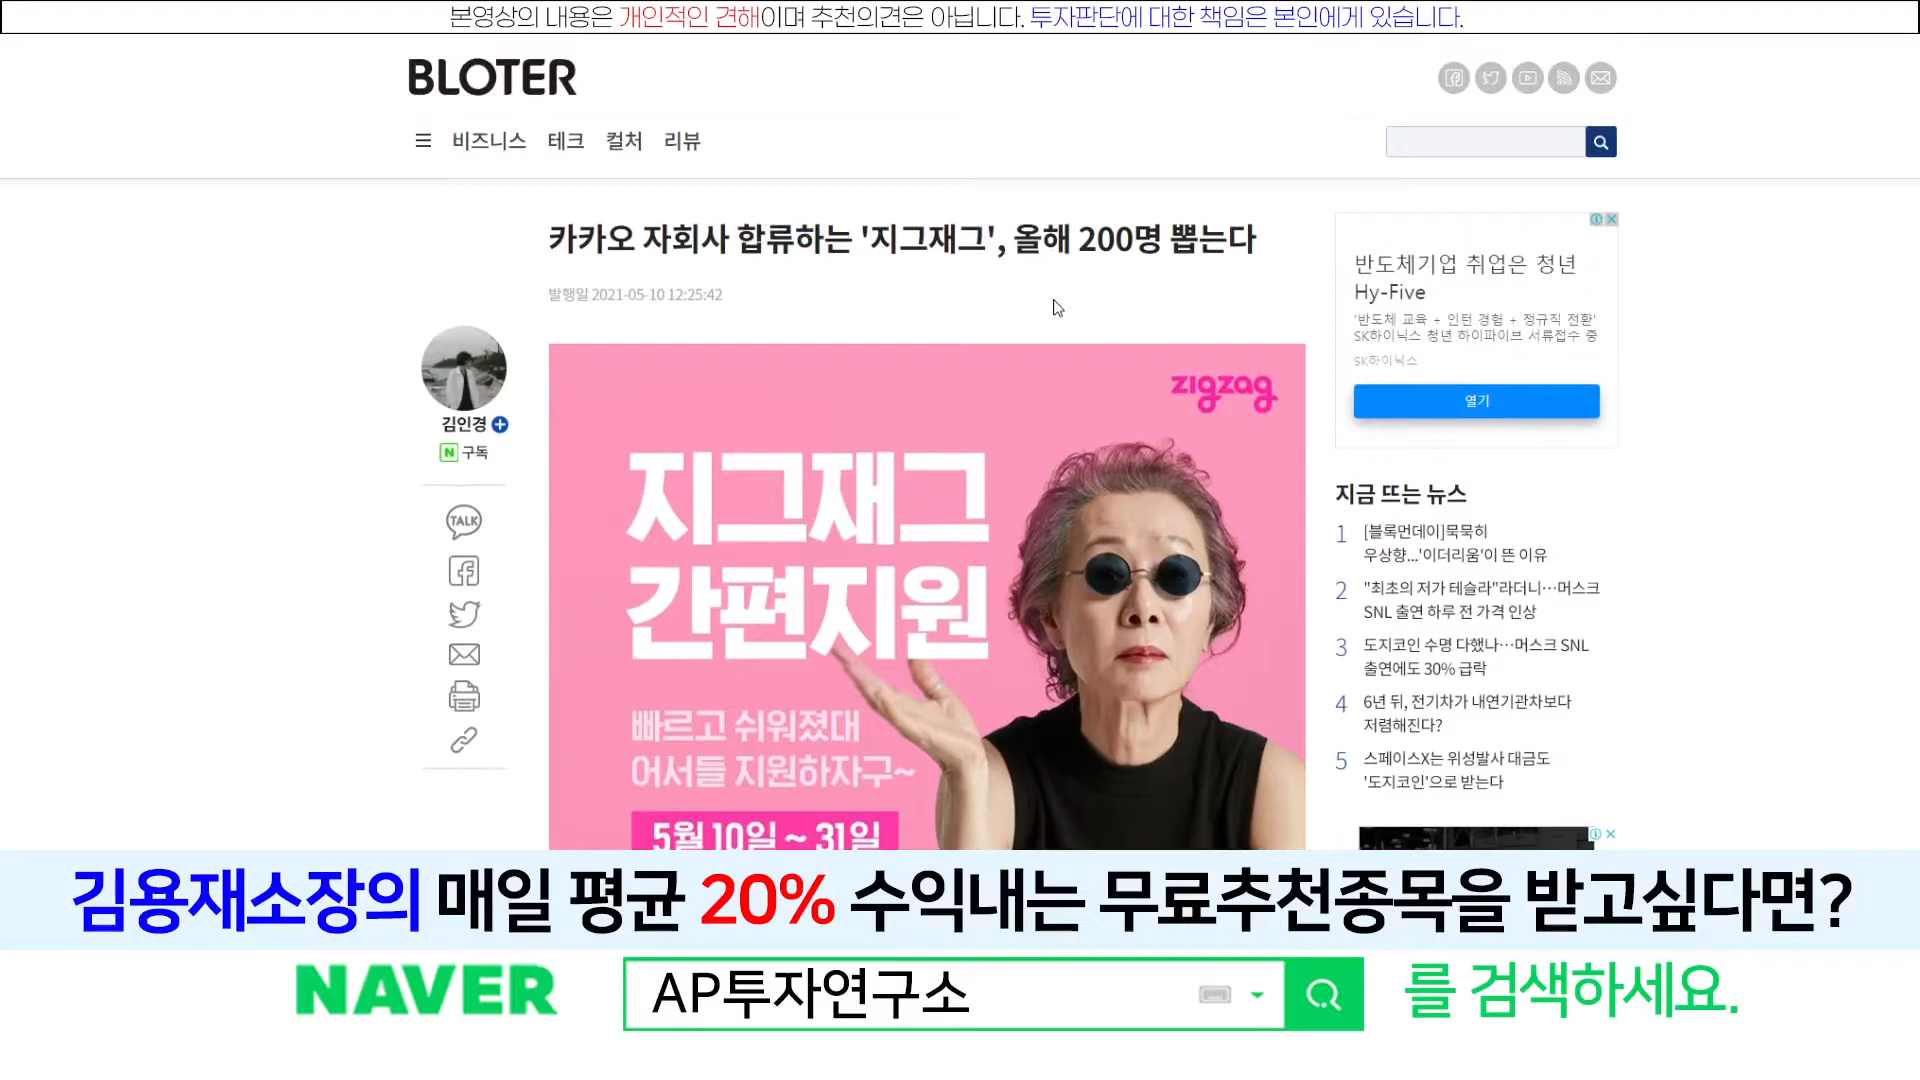 본영상의 내용은 개인적인 견해이며 추천의견은 아닙니다. 투자판단에 대한 책임은 본인에게 있습니다.
BLOTER
비즈니스 테크 컬처 리뷰
카카오 자회사 합류하는 '지그재그', 올해 200명 뽑는다
발행일 2021-05-10 12:25:42
김인경
N 구독
TALK
zigzag
지그재그
간편지원
빠르고 쉬워졌대
어서들 지원하자구~
5월 10일 ~ 31일
반도체기업 취업은 청년
Hy-Five
'반도체 교육 + 인턴 경험 + 정규직 전환'
SK하이닉스 청년 하이파이브 서류접수 중
SK하이닉스
열기
지금 뜨는 뉴스
1 [블록먼데이]묵묵히
우상향...'이더리움'이 뜬 이유
2 "최초의 저가 테슬라"라더니…머스크
SNL 출연 하루 전 가격 인상
3 도지코인 수명 다했나…머스크 SNL
출연에도 30% 급락
4 6년 뒤, 전기차가 내연기관차보다
저렴해진다?
5 스페이스X는 위성발사 대금도
'도지코인'으로 받는다
김용재소장의 매일 평균 20% 수익내는 무료추천종목을 받고싶다면?
NAVER AP투자연구소 를 검색하세요.